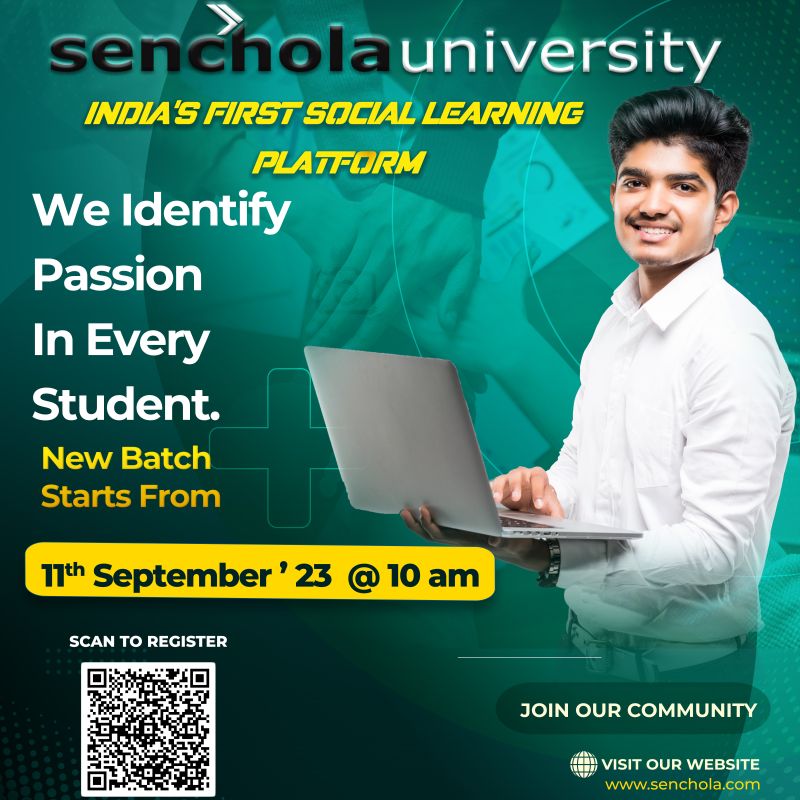 senchola university
INDIA'S FIRST SOCIAL LEARNING
PLATFORM
We Identify
Passion
In Every
Student.
New Batch
Starts From
11th September ’ 23 @ 10 am
SCAN TO REGISTER
JOIN OUR COMMUNITY
VISIT OUR WEBSITE
www.senchola.com